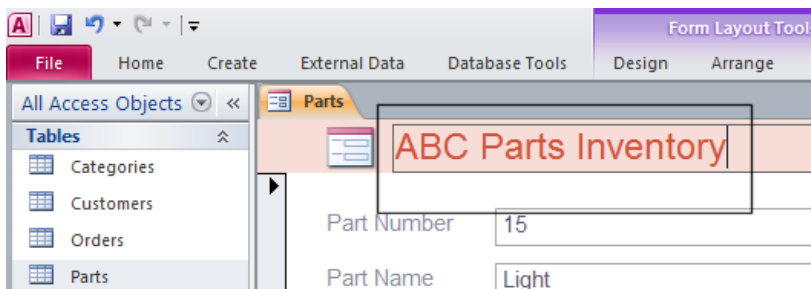 A
Form Layout Tool
File Home Create External Data Database Tools Design Arrange
All Access Objects «
Parts
Tables
ABC Parts Inventory
Categories
Customers
Part Number 15
Orders
Parts
Part Name Light